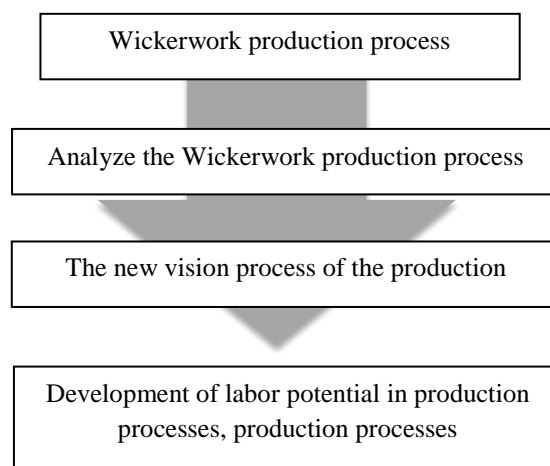 Wickerwork production process
Analyze the Wickerwork production process
The new vision process of the production
Development of labor potential in production
processes, production processes